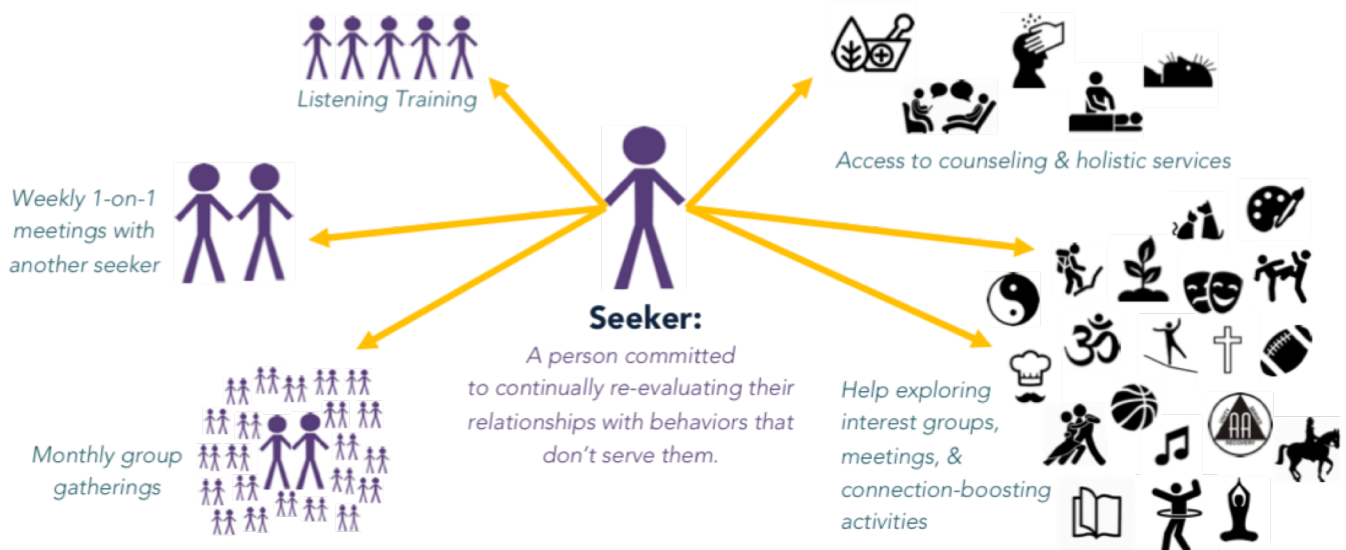 Listening Training
Weekly 1-on-1
meetings with
another seeker
Monthly group
gatherings
Seeker:
A person committed
to continually re-evaluating their
relationships with behaviors that
don't serve them.
Access to counseling & holistic services
Help exploring
interest groups,
meetings, &
connection-boosting
activities
AA
RECOVERY